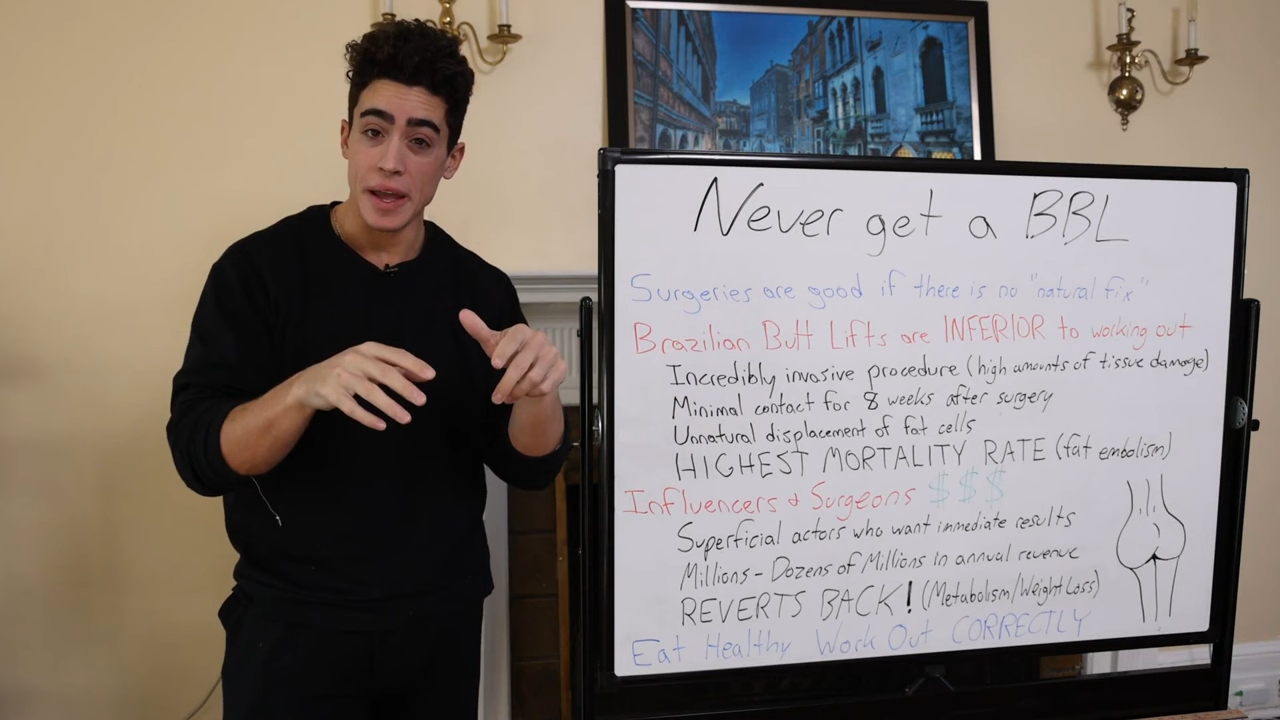 Never get a BBL
Surgeries are good if there is no "natural fix"
Brazilian Butt Lifts are INFERIOR to working out
Incredibly invasive procedure (high amounts of tissue damage)
Minimal contact for 8 weeks after surgery
Unnatural displacement of fat cells
HIGHEST MORTALITY RATE (fat embolism)
Influencers & Surgeons $$$
Superficial actors who want immediate results
Millions - Dozens of Millions in annual revenue
REVERTS BACK! (Metabolism/Weight Loss)
Eat Healthy Work Out CORRECTLY